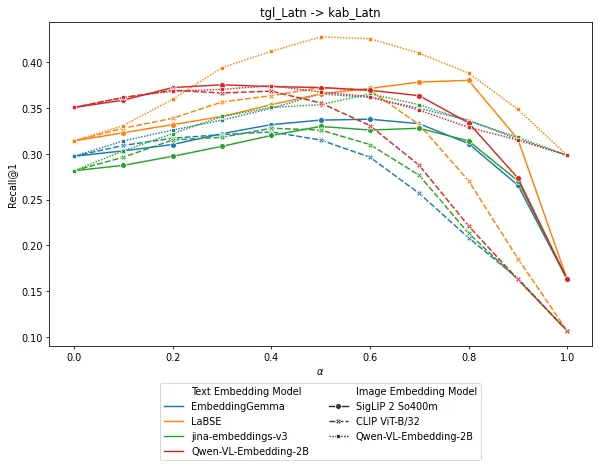 tgl_Latn -> kab_Latn
Recall@1
0.40
0.35
0.30
0.25
0.20
0.15
0.10
0.0
0.2
0.4
0.6
0.8
1.0
α
Text Embedding Model
EmbeddingGemma
LaBSE
jina-embeddings-v3
Qwen-VL-Embedding-2B
Image Embedding Model
SigLIP 2 So400m
CLIP ViT-B/32
Qwen-VL-Embedding-2B